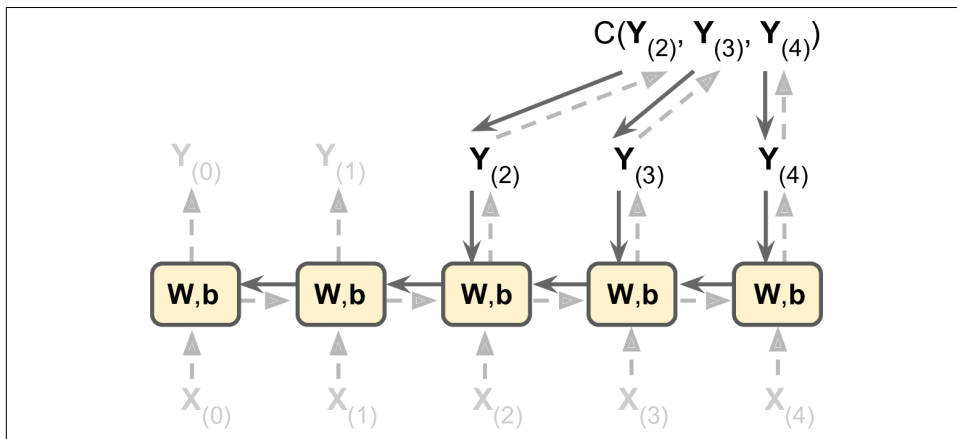 C(Y(2), Y(3), Y(4))
Y(0) Y(1) Y(2) Y(3) Y(4)
W,b W,b W,b W,b W,b
X(0) X(1) X(2) X(3) X(4)